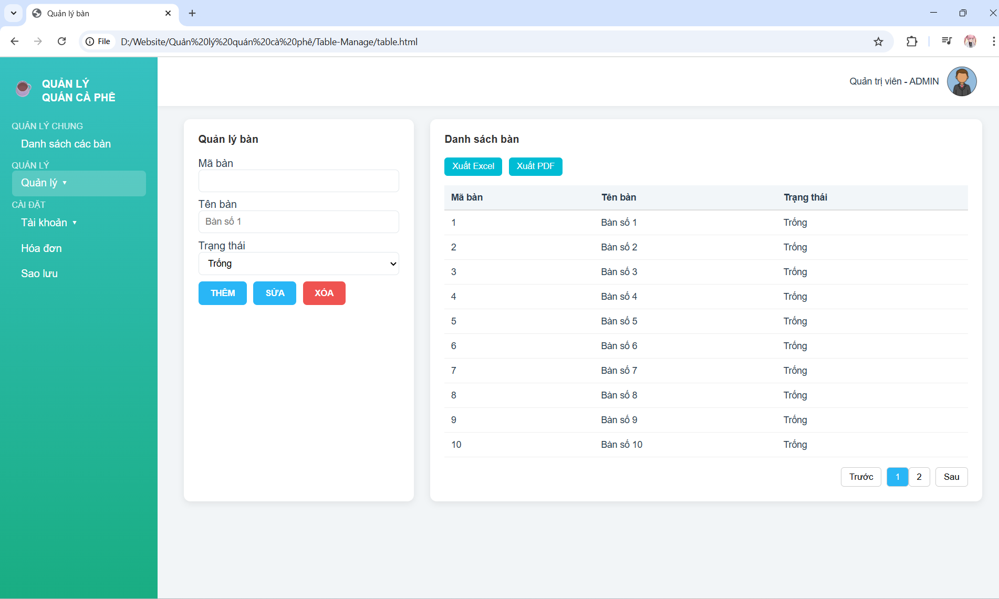 Quản lý bàn
File
D:/Website/Quản%20lý%20quán%20cà%20phê/Table-Manage/table.html
QUẢN LÝ
QUÁN CÀ PHÊ
QUẢN LÝ CHUNG
Danh sách các bàn
QUẢN LÝ
Quản lý ▾
CÀI ĐẶT
Tài khoản ▾
Hóa đơn
Sao lưu
Quản trị viên - ADMIN
Quản lý bàn
Mã bàn
Tên bàn
Bàn số 1
Trạng thái
Trống
THÊM SỬA XÓA
Danh sách bàn
Xuất Excel Xuất PDF
Mã bàn Tên bàn Trạng thái
1 Bàn số 1 Trống
2 Bàn số 2 Trống
3 Bàn số 3 Trống
4 Bàn số 4 Trống
5 Bàn số 5 Trống
6 Bàn số 6 Trống
7 Bàn số 7 Trống
8 Bàn số 8 Trống
9 Bàn số 9 Trống
10 Bàn số 10 Trống
Trước 1 2 Sau